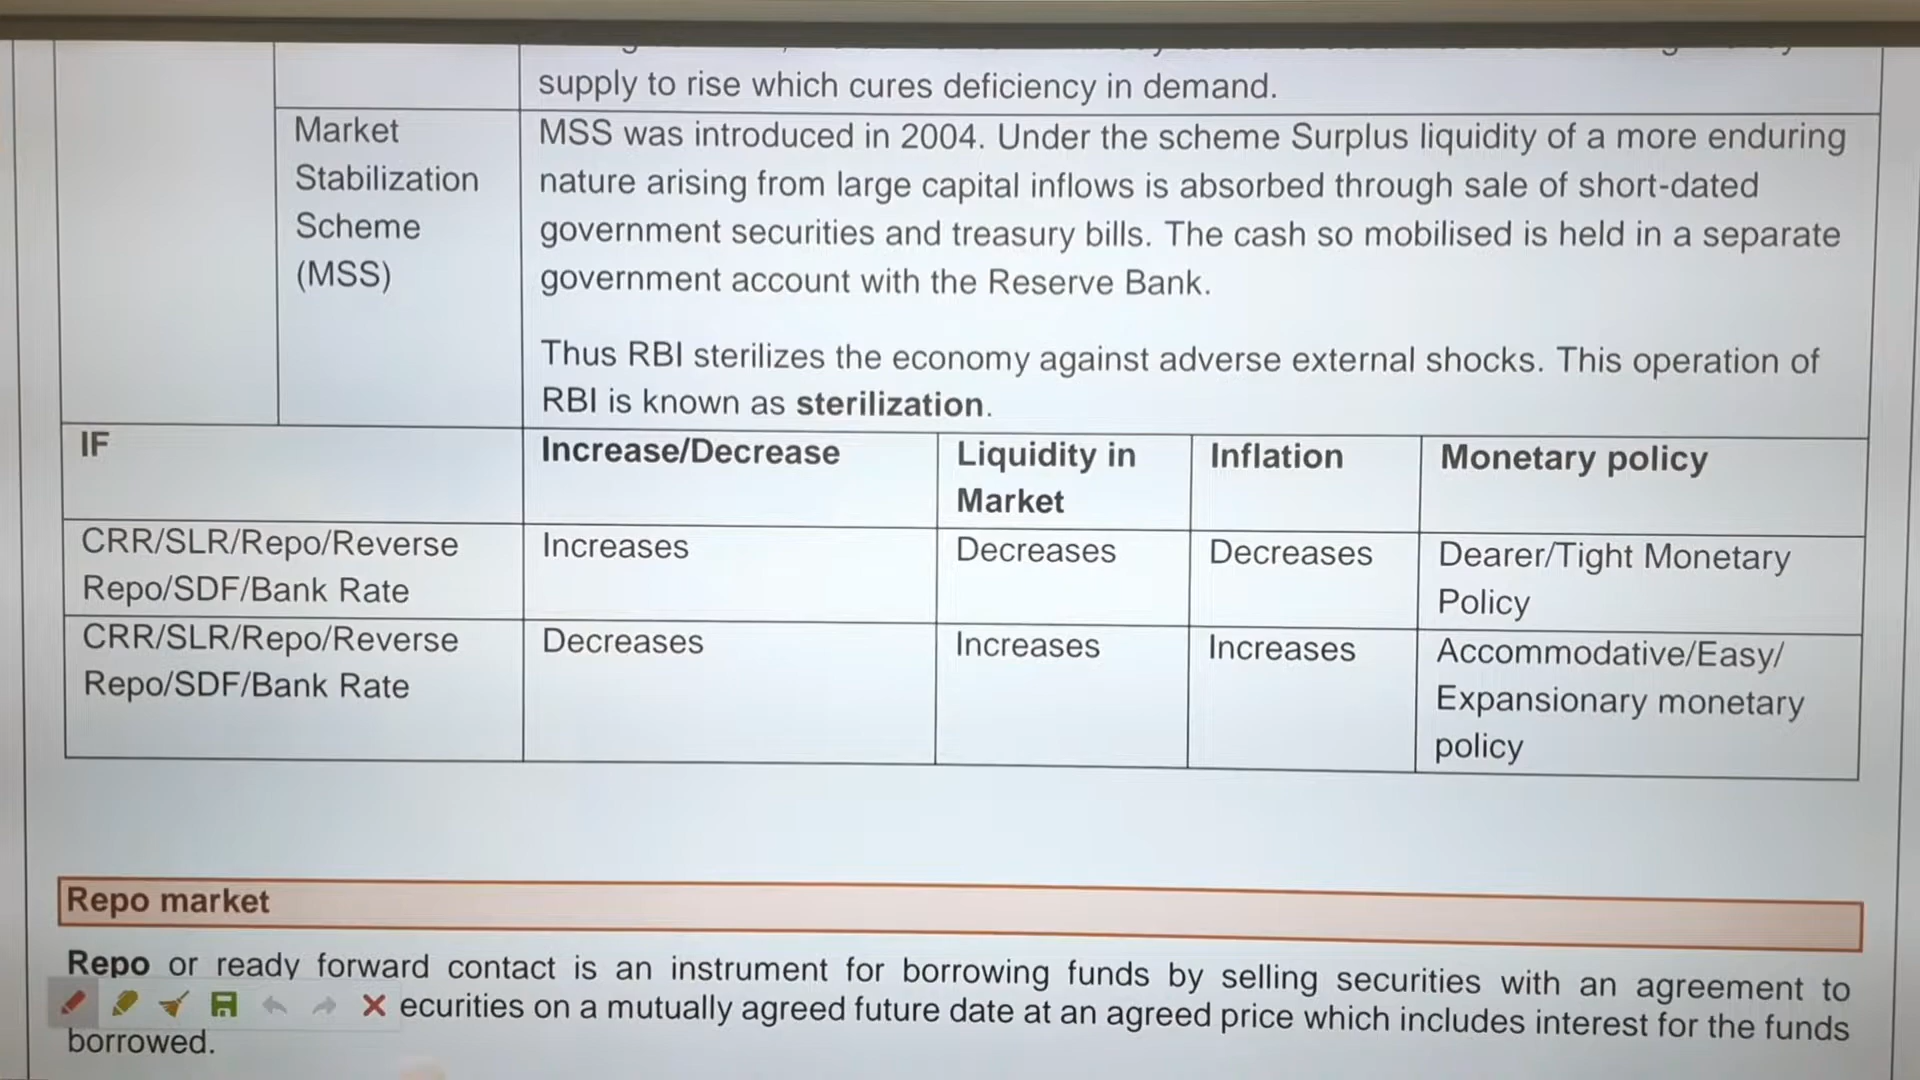 supply to rise which cures deficiency in demand.
Market
Stabilization
Scheme
(MSS)
MSS was introduced in 2004. Under the scheme Surplus liquidity of a more enduring
nature arising from large capital inflows is absorbed through sale of short-dated
government securities and treasury bills. The cash so mobilised is held in a separate
government account with the Reserve Bank.
Thus RBI sterilizes the economy against adverse external shocks. This operation of
RBI is known as sterilization.
IF
Increase/Decrease
Liquidity in
Market
Inflation
Monetary policy
CRR/SLR/Repo/Reverse
Repo/SDF/Bank Rate
Increases
Decreases
Decreases
Dearer/Tight Monetary
Policy
CRR/SLR/Repo/Reverse
Repo/SDF/Bank Rate
Decreases
Increases
Increases
Accommodative/Easy/
Expansionary monetary
policy
Repo market
Repo or ready forward contact is an instrument for borrowing funds by selling securities with an agreement to
ecurities on a mutually agreed future date at an agreed price which includes interest for the funds
borrowed.